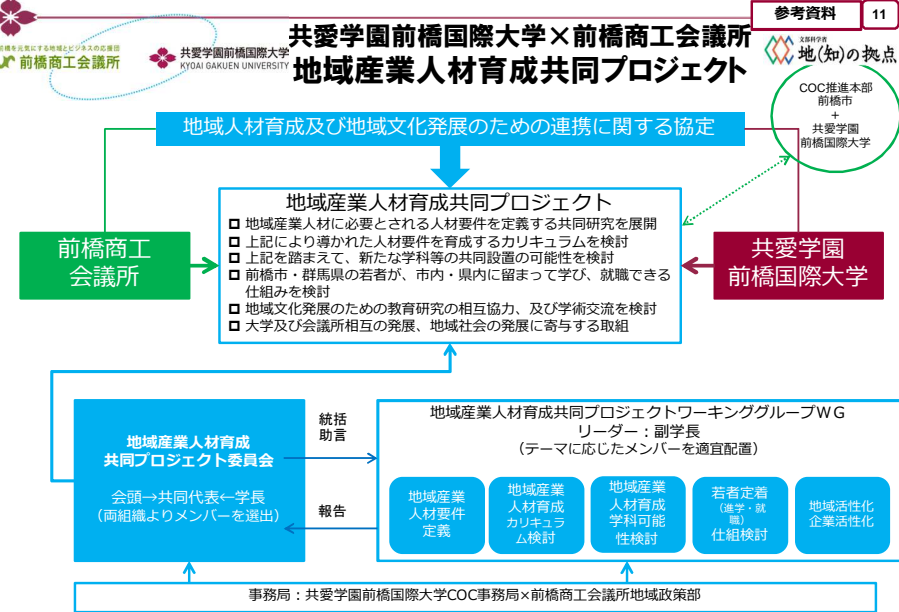 参考資料
11
前橋を元気にする地域とビジネスの応援団
前橋商工会議所
共愛学園前橋国際大学
KYOAI GAKUEN UNIVERSITY
共愛学園前橋国際大学×前橋商工会議所
地域産業人材育成共同プロジェクト
文部科学省
地(知)の拠点
COC推進本部
前橋市
+
共愛学園
前橋国際大学
地域人材育成及び地域文化発展のための連携に関する協定
前橋商工
会議所
地域産業人材育成共同プロジェクト
地域産業人材に必要とされる人材要件を定義する共同研究を展開
上記により導かれた人材要件を育成するカリキュラムを検討
上記を踏まえて、新たな学科等の共同設置の可能性を検討
前橋市・群馬県の若者が、市内・県内に留まって学び、就職できる
仕組みを検討
地域文化発展のための教育研究の相互協力、及び学術交流を検討
大学及び会議所相互の発展、地域社会の発展に寄与する取組
共愛学園
前橋国際大学
地域産業人材育成
共同プロジェクト委員会
会頭→共同代表←学長
(両組織よりメンバーを選出)
統括
助言
報告
地域産業人材育成共同プロジェクトワーキンググループWG
リーダー：副学長
(テーマに応じたメンバーを適宜配置)
地域産業
人材要件
定義
地域産業
人材育成
カリキュラ
ム検討
地域産業
人材育成
学科可能
性検討
若者定着
(進学・就
職)
仕組検討
地域活性化
企業活性化
事務局：共愛学園前橋国際大学COC事務局×前橋商工会議所地域政策部